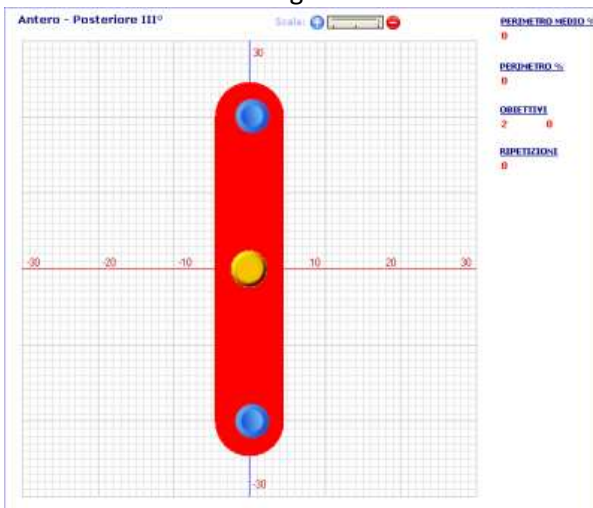 Antero - Posteriore III°
Scala:
PERIMETRO MEDIO %
0
PERIMETRO %
0
OBIETTIVI
2 0
RIPETIZIONI
0
30
-30 -20 -10 10 20 30
-30